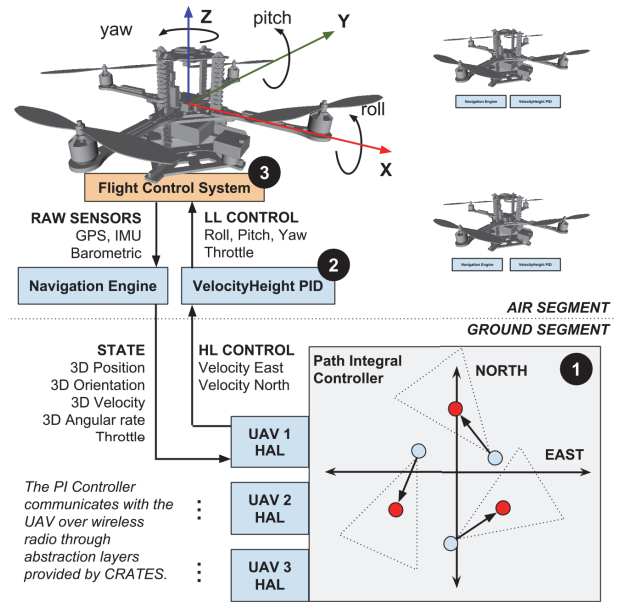 yaw
Z
pitch
Y
roll
X
Navigation Engine
VelocityHeight PID
Navigation Engine
VelocityHeight PID
Flight Control System
3
RAW SENSORS
GPS, IMU
Barometric
LL CONTROL
Roll, Pitch, Yaw
Throttle
2
Navigation Engine
VelocityHeight PID
AIR SEGMENT
GROUND SEGMENT
STATE
3D Position
3D Orientation
3D Velocity
3D Angular rate
Throttle
HL CONTROL
Velocity East
Velocity North
Path Integral
Controller
NORTH
1
EAST
UAV 1
HAL
UAV 2
HAL
UAV 3
HAL
The PI Controller
communicates with the
UAV over wireless
radio through
abstraction layers
provided by CRATES.